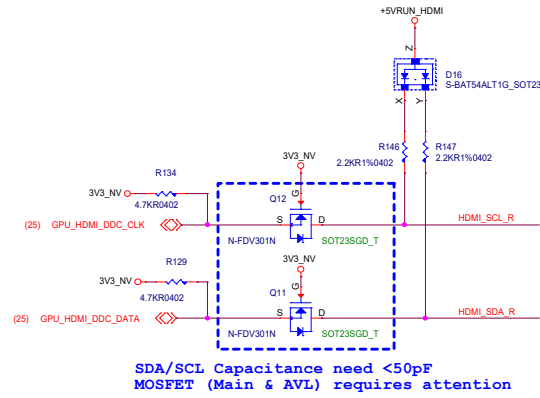 +5VRUN_HDMI
Z
D16
S-BAT54ALT1G_SOT23
X
Y
R146
R147
2.2KR1%0402
2.2KR1%0402
3V3_NV
R134
3V3_NV
Q12
G
4.7KR0402
(25) GPU_HDMI_DDC_CLK
S
D
HDMI_SCL_R
N-FDV301N
SOT23SGD_T
3V3_NV
R129
3V3_NV
Q11
G
4.7KR0402
(25) GPU_HDMI_DDC_DATA
S
D
HDMI_SDA_R
N-FDV301N
SOT23SGD_T
SDA/SCL Capacitance need <50pF
MOSFET (Main & AVL) requires attention